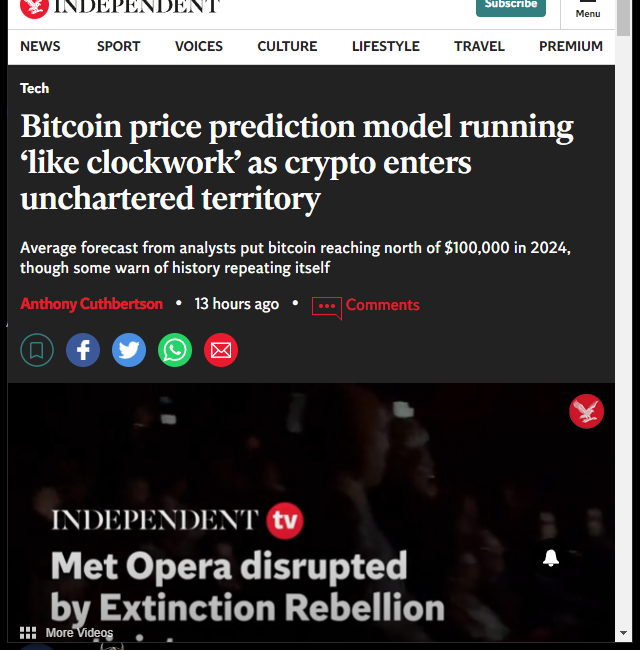 INDEPENDENT
Subscribe
Menu
NEWS SPORT VOICES CULTURE LIFESTYLE TRAVEL PREMIUM
Tech
Bitcoin price prediction model running
‘like clockwork’ as crypto enters
unchartered territory
Average forecast from analysts put bitcoin reaching north of $100,000 in 2024,
though some warn of history repeating itself
Anthony Cuthbertson • 13 hours ago • Comments
INDEPENDENT tv
Met Opera disrupted
by Extinction Rebellion
More Videos